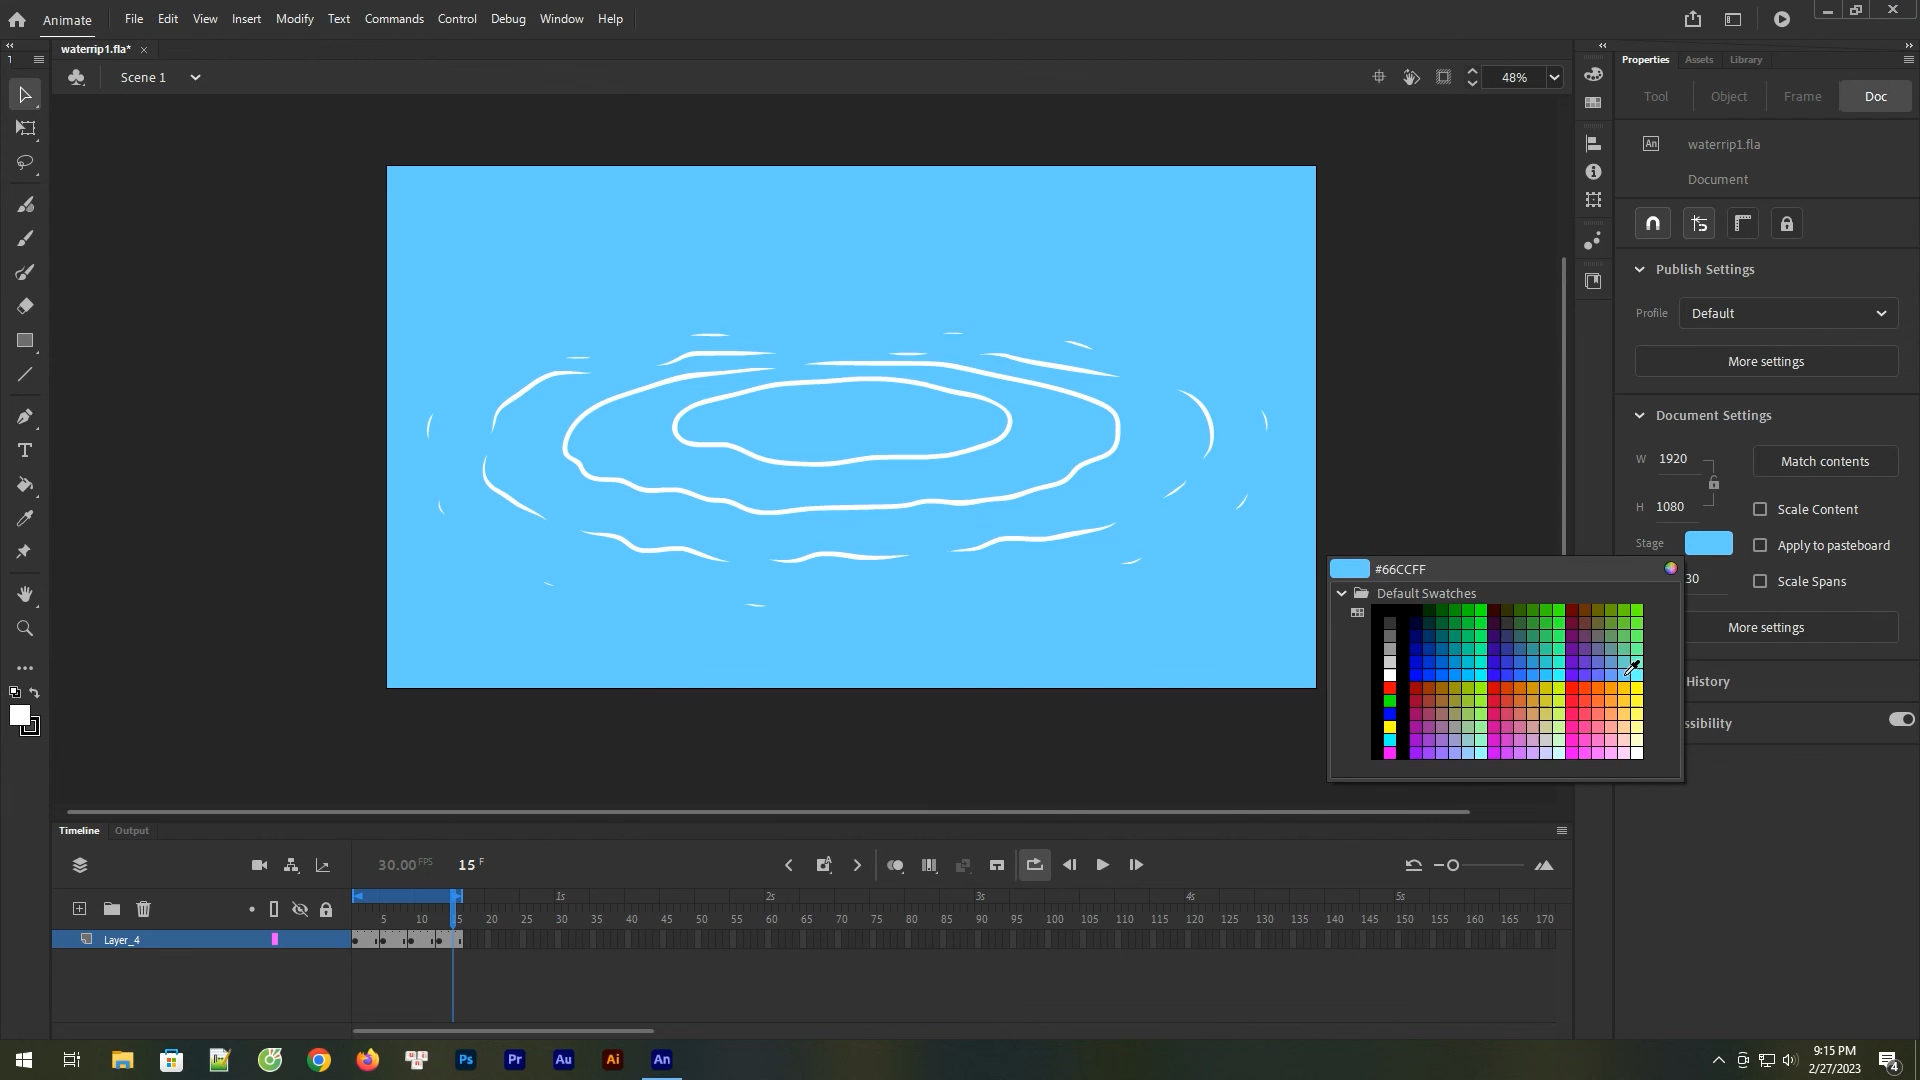 Animate
File Edit View Insert Modify Text Commands Control Debug Window Help
waterrip1.fla*
Scene 1
48%
Properties Assets Library
Tool Object Frame Doc
An waterrip1.fla
Document
Publish Settings
Profile Default
More settings
Document Settings
W 1920
Match contents
H 1080
Scale Content
Stage
Apply to pasteboard
30
Scale Spans
#66CCFF
Default Swatches
More settings
History
ssibility
Timeline Output
30.00 FPS 15 F
1s 2s 3s 4s 5s
5 10 15 20 25 30 35 40 45 50 55 60 65 70 75 80 85 90 95 100 105 110 115 120 125 130 135 140 145 150 155 160 165 170
Layer_4
Ps Pr Au Ai An
9:15 PM
2/27/2023
4